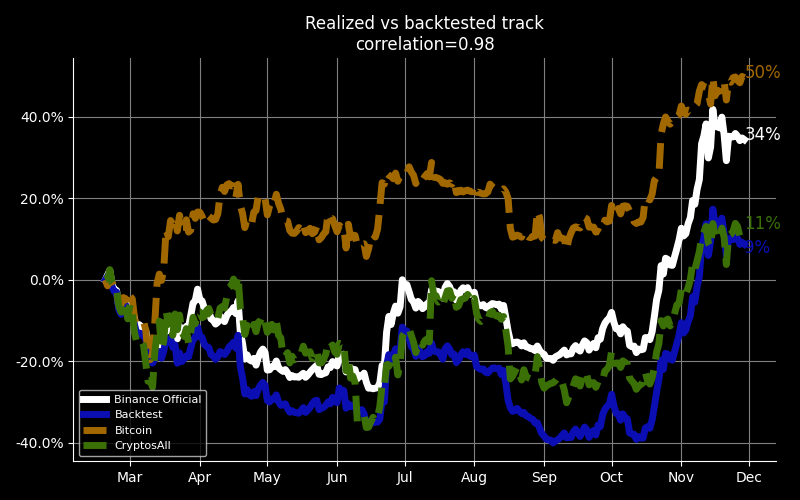 Realized vs backtested track
correlation=0.98
50%
34%
11%
9%
40.0%
20.0%
0.0%
-20.0%
-40.0%
Binance Official
Backtest
Bitcoin
CryptosAll
Mar Apr May Jun Jul Aug Sep Oct Nov Dec